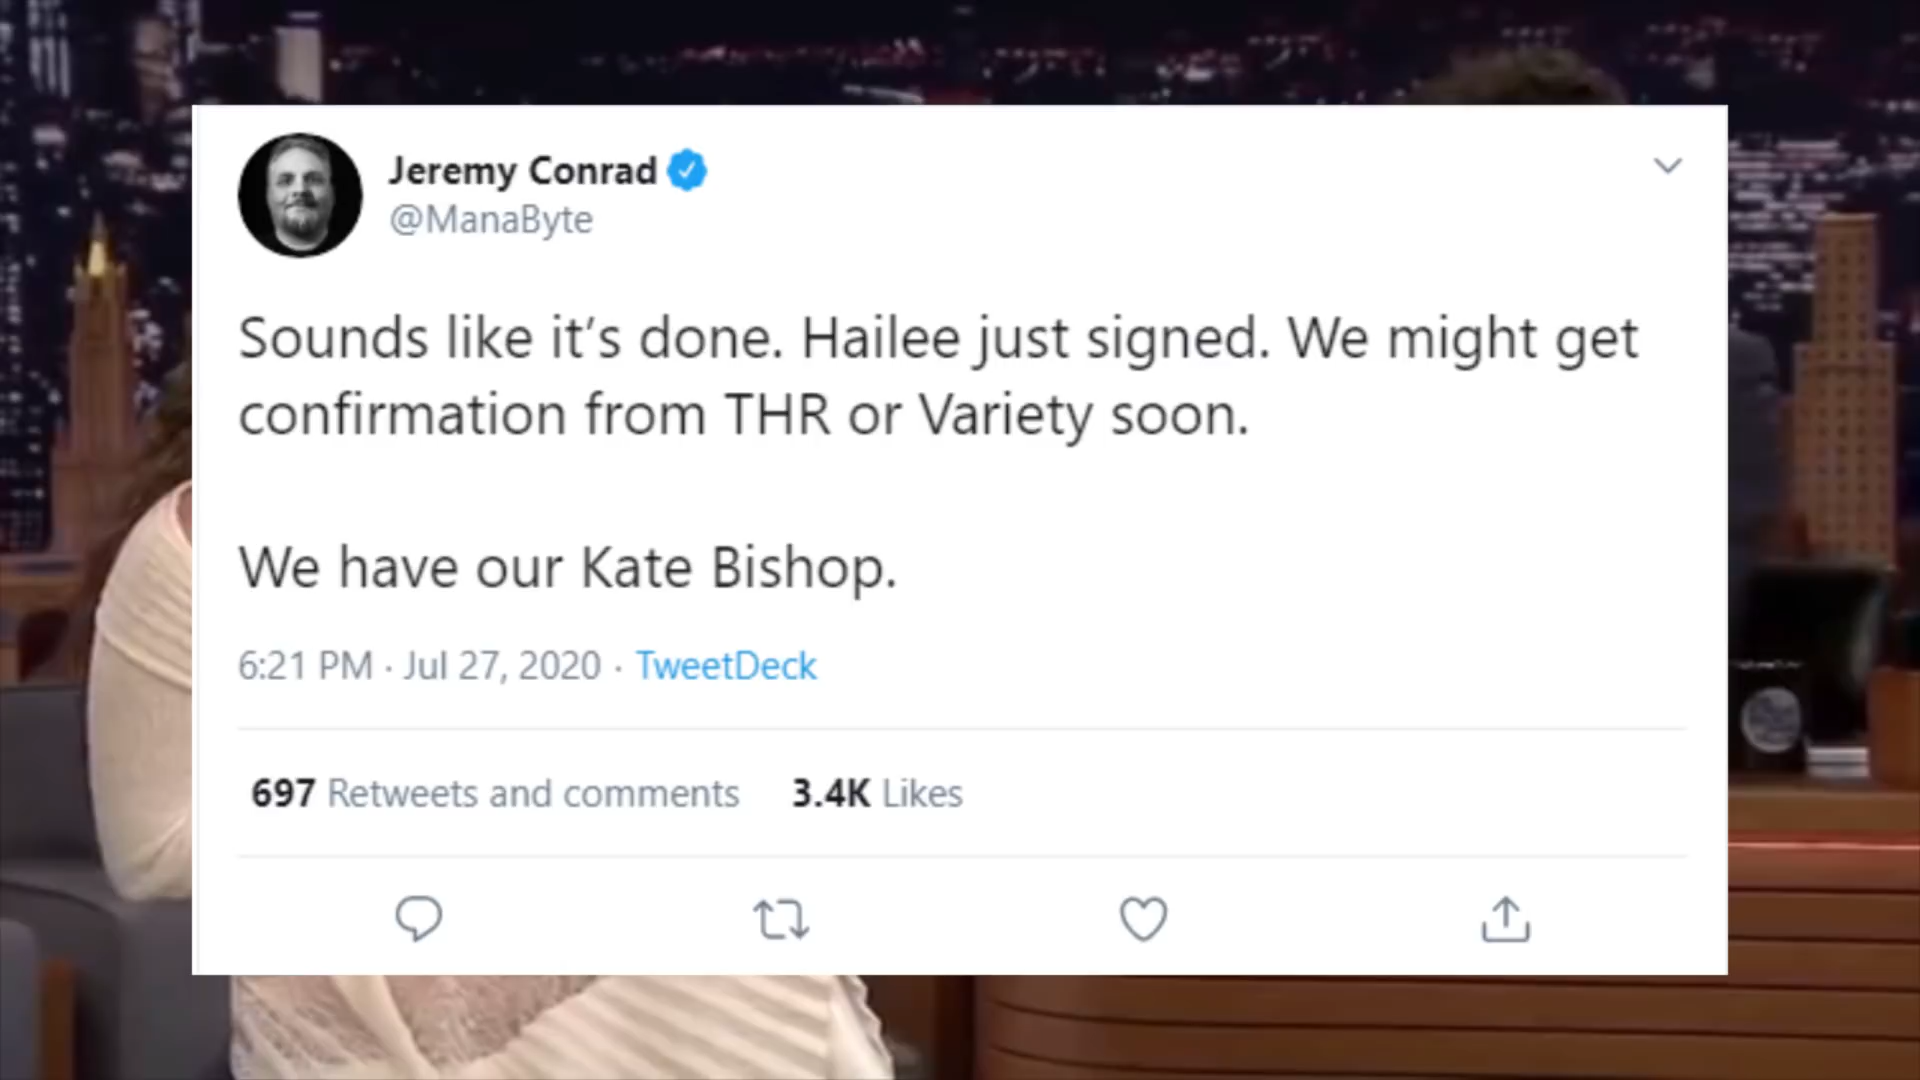 Jeremy Conrad
@ManaByte
Sounds like it's done. Hailee just signed. We might get
confirmation from THR or Variety soon.
We have our Kate Bishop.
6:21 PM · Jul 27, 2020 · TweetDeck
697 Retweets and comments 3.4K Likes